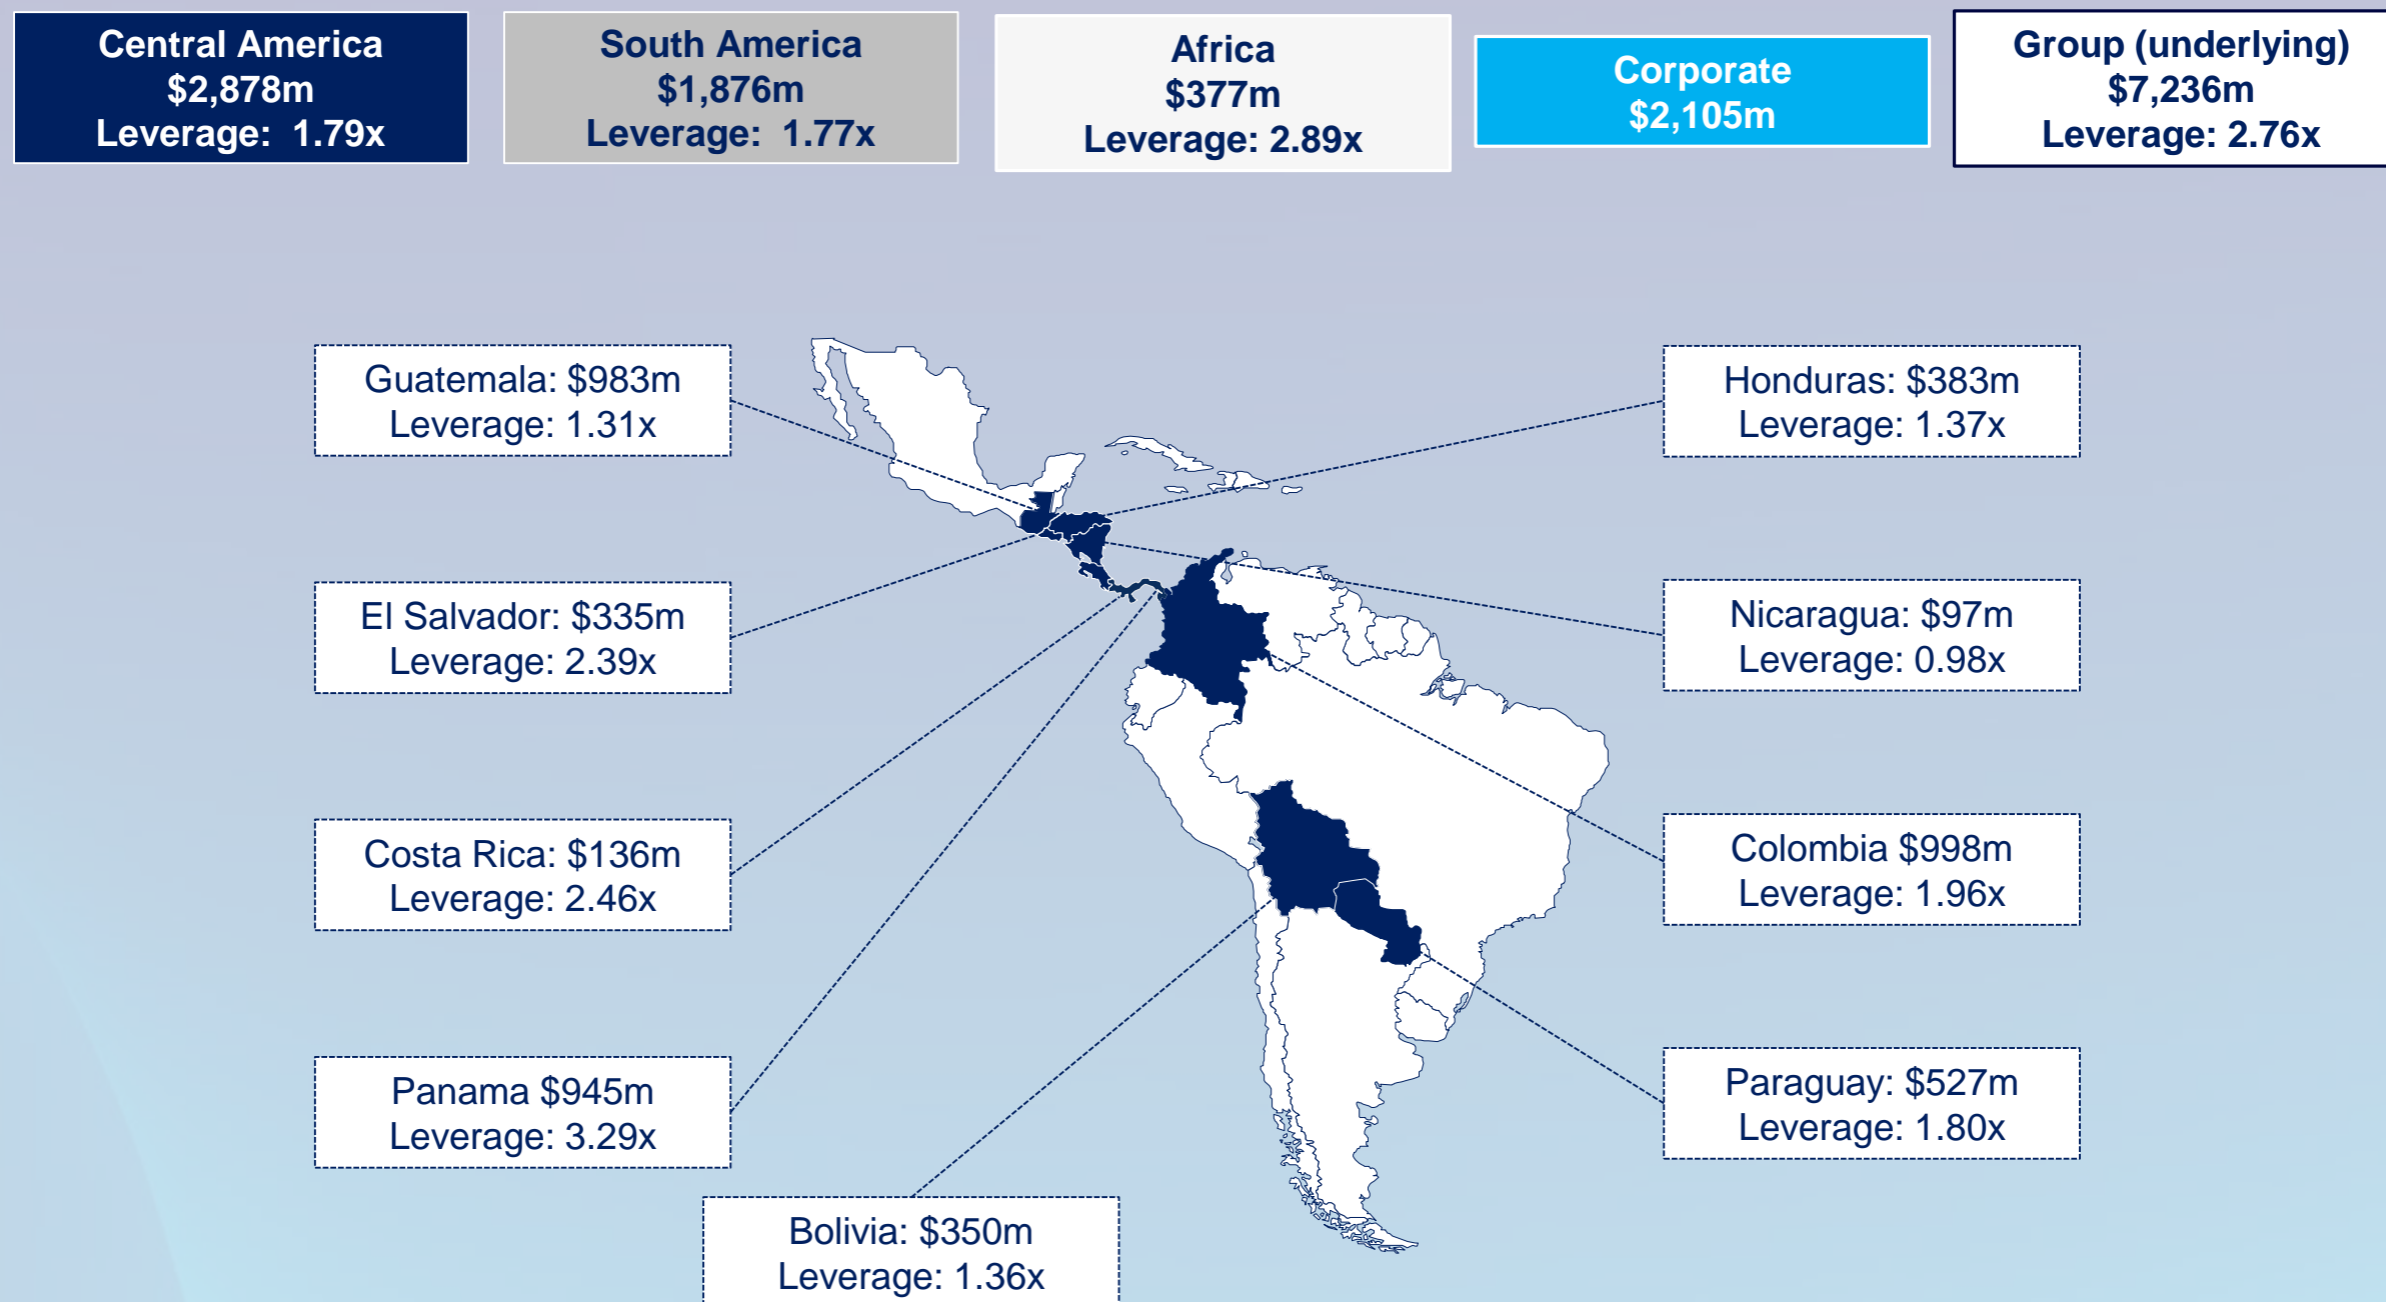 Central America
$2,878m
Leverage:  1.79x
South America
$1,876m
Leverage:  1.77x
Africa
$377m
Leverage: 2.89x
Corporate
$2,105m
Group (underlying)
$7,236m
Leverage: 2.76x
Guatemala: $983m
Leverage: 1.31x
Honduras: $383m
Leverage: 1.37x
El Salvador: $335m
Leverage: 2.39x
Nicaragua: $97m
Leverage: 0.98x
Costa Rica: $136m
Leverage: 2.46x
Colombia $998m
Leverage: 1.96x
Panama $945m
Leverage: 3.29x
Paraguay: $527m
Leverage: 1.80x
Bolivia: $350m
Leverage: 1.36x